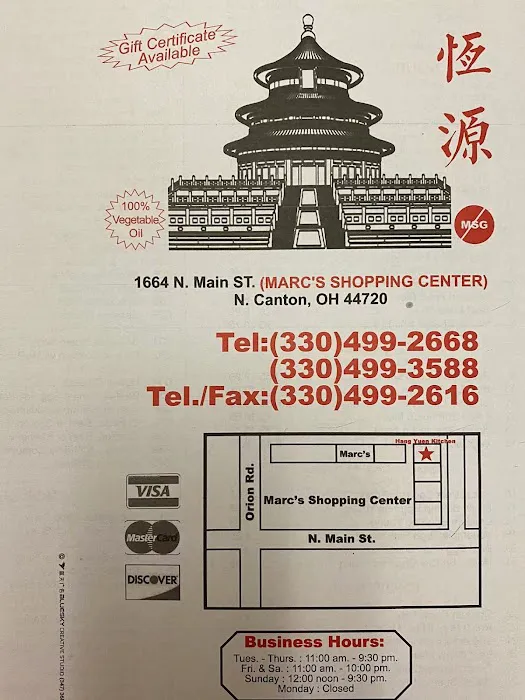 Gift Certificate
Available
恆
源
100%
Vegetable
Oil
MSG
1664 N. Main ST. (MARC'S SHOPPING CENTER)
N. Canton, OH 44720
Tel:(330)499-2668
(330)499-3588
Tel./Fax:(330)499-2616
Hang Yuen Kitchen
Marc's
Orion Rd.
Marc's Shopping Center
N. Main St.
VISA
MasterCard
DISCOVER
BLUESKY CREATIVE STUDIO
Business Hours:
Tues. - Thurs. : 11:00 am. - 9:30 pm.
Fri. & Sa. : 11:00 am. - 10:00 pm.
Sunday : 12:00 noon - 9:30 pm.
Monday : Closed